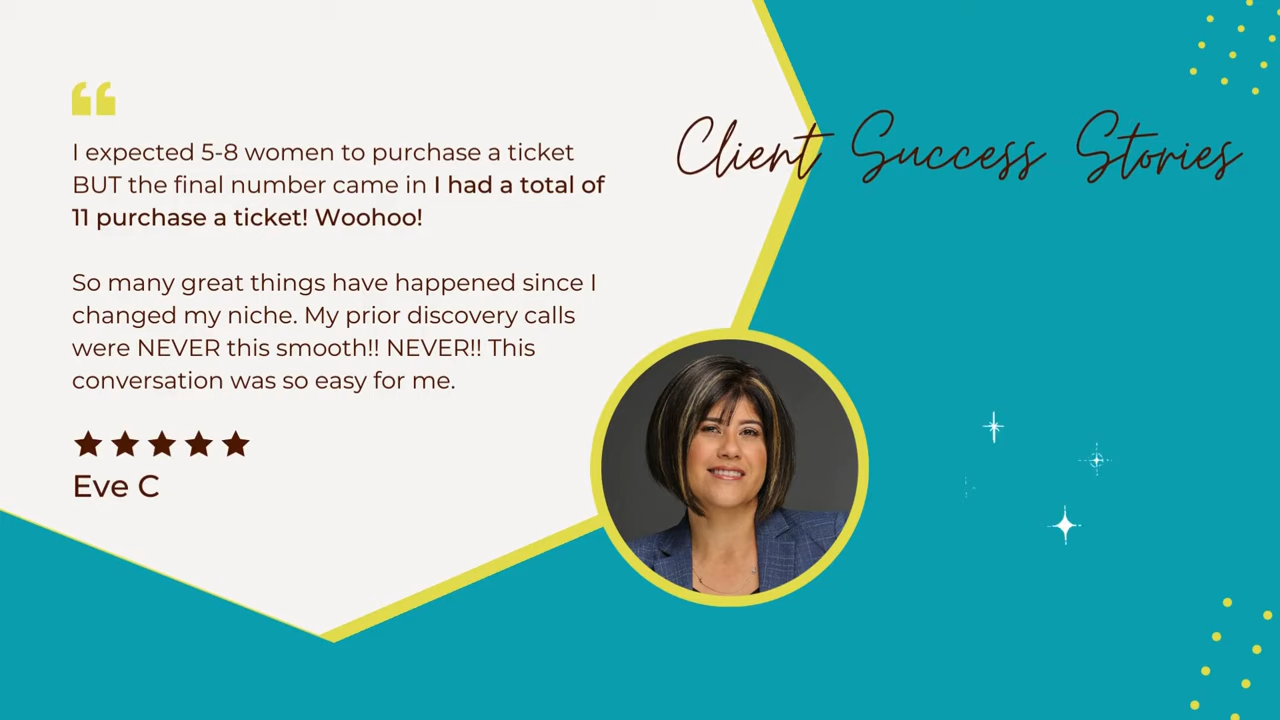 Client Success Stories
“
I expected 5-8 women to purchase a ticket
BUT the final number came in I had a total of
11 purchase a ticket! Woohoo!
So many great things have happened since I
changed my niche. My prior discovery calls
were NEVER this smooth!! NEVER!! This
conversation was so easy for me.
Eve C